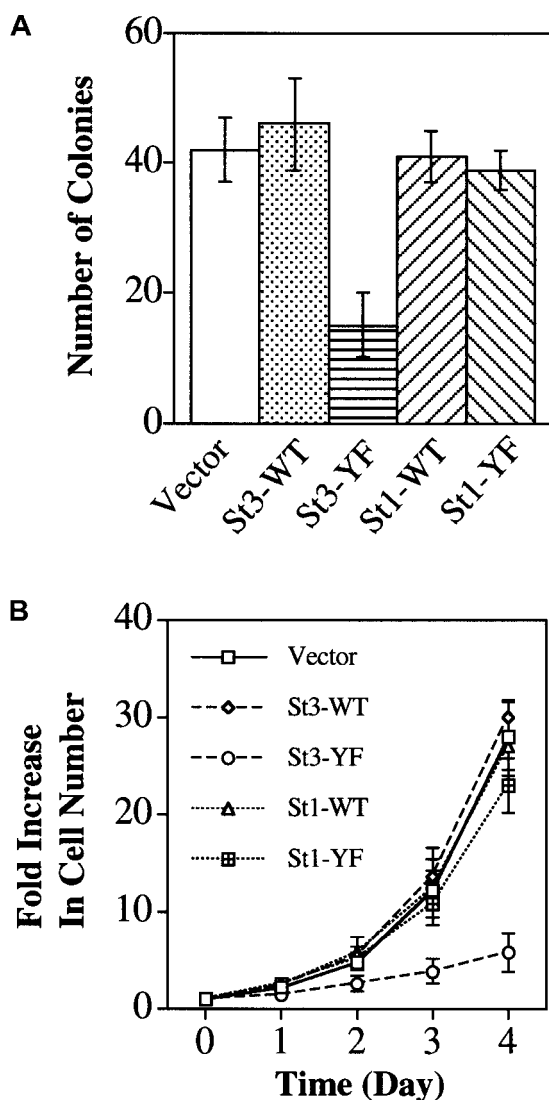 A
60
40
20
0
Number of Colonies
Vector
St3-WT
St3-YF
St1-WT
St1-YF
B
40
30
20
10
0
Fold Increase
In Cell Number
Vector
St3-WT
St3-YF
St1-WT
St1-YF
0 1 2 3 4
Time (Day)